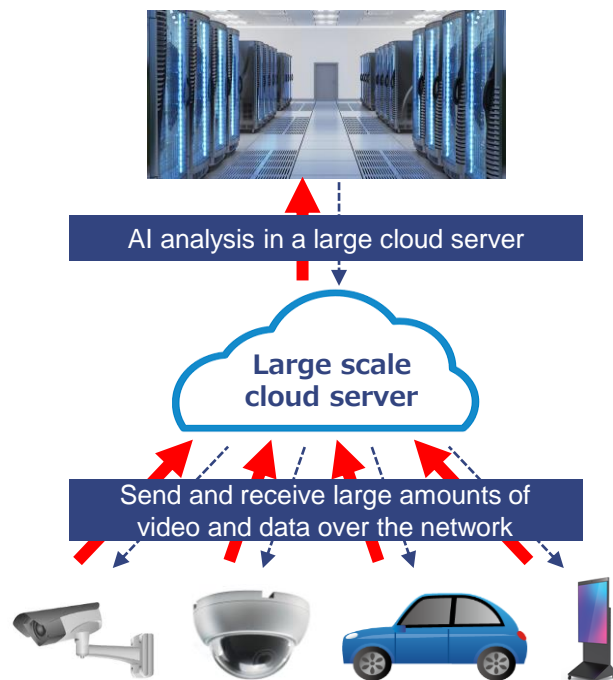 AI analysis in a large cloud server
Large scale
cloud server
Send and receive large amounts of
video and data over the network